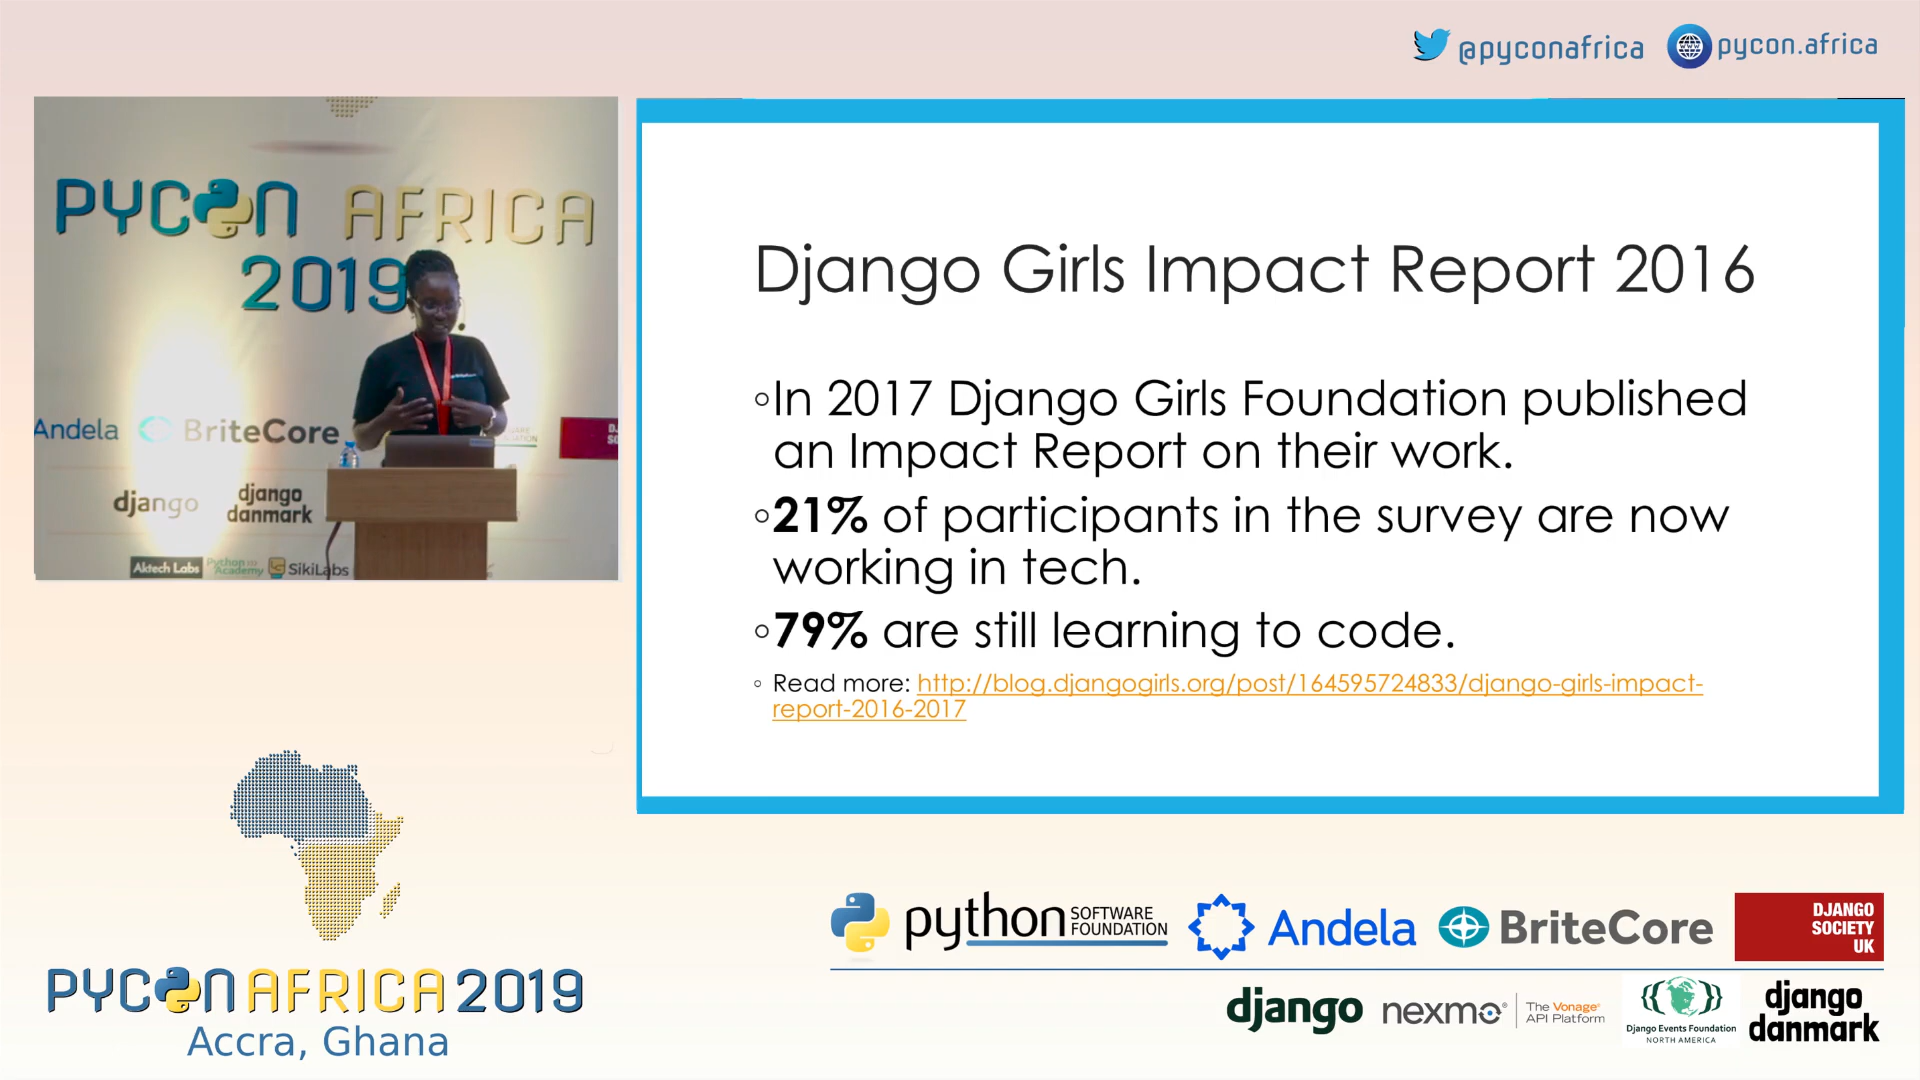 @pyconafrica
pycon.africa
PYCON AFRICA
2019
Andela
BriteCore
django
django
danmark
Aktech Labs
Python
Academy
SikiLabs
Django Girls Impact Report 2016
◦In 2017 Django Girls Foundation published
an Impact Report on their work.
◦21% of participants in the survey are now
working in tech.
◦79% are still learning to code.
◦ Read more: http://blog.djangogirls.org/post/164595724833/django-girls-impact-
report-2016-2017
PYCON AFRICA 2019
Accra, Ghana
python SOFTWARE
FOUNDATION
Andela
BriteCore
DJANGO
SOCIETY
UK
django
nexmo®
The Vonage®
API Platform
Django Events Foundation
NORTH AMERICA
django
danmark